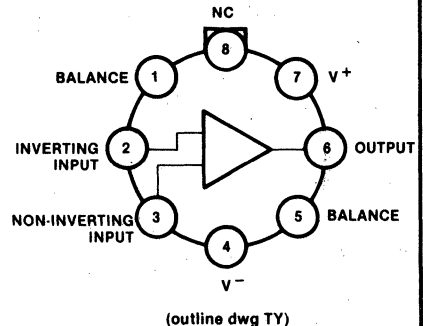 NC
8
BALANCE 1
7 V+
INVERTING
INPUT
2
6 OUTPUT
NON-INVERTING
INPUT
3
5 BALANCE
4
V−
(outline dwg TY)